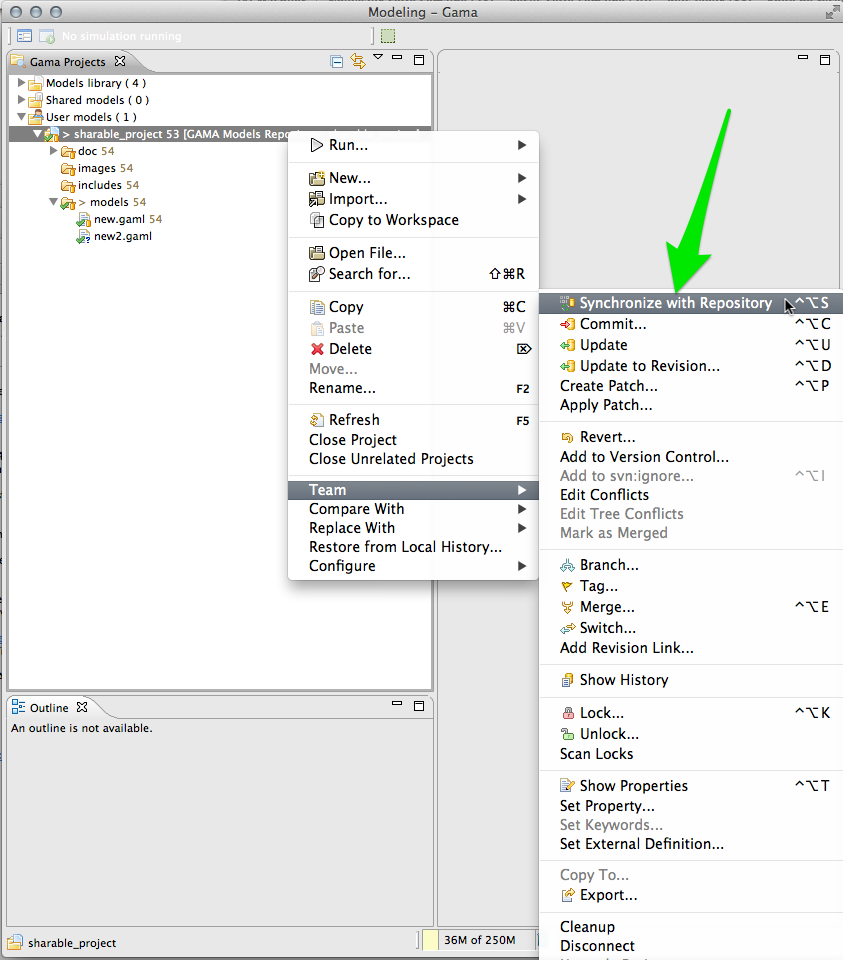 Modeling - Gama
No simulation running
Gama Projects
Models library ( 4 )
Shared models ( 0 )
User models ( 1 )
> sharable_project 53 [GAMA Models Rep
doc 54
images 54
includes 54
> models 54
new.gaml 54
new2.gaml
Run...
New...
Import...
Copy to Workspace
Open File...
Search for... ⇧⌘R
Copy ⌘C
Paste ⌘V
Delete ⌦
Move...
Rename... F2
Refresh F5
Close Project
Close Unrelated Projects
Team
Compare With
Replace With
Restore from Local History...
Configure
Synchronize with Repository ^⌥S
Commit... ^⌥C
Update ^⌥U
Update to Revision... ^⌥D
Create Patch... ^⌥P
Apply Patch...
Revert...
Add to Version Control...
Add to svn:ignore... ^⌥I
Edit Conflicts
Edit Tree Conflicts
Mark as Merged
Branch...
Tag...
Merge... ^⌥E
Switch...
Add Revision Link...
Show History
Lock... ^⌥K
Unlock...
Scan Locks
Show Properties ^⌥T
Set Property...
Set Keywords...
Set External Definition...
Copy To...
Export...
Cleanup
Disconnect
Outline
An outline is not available.
sharable_project
36M of 250M